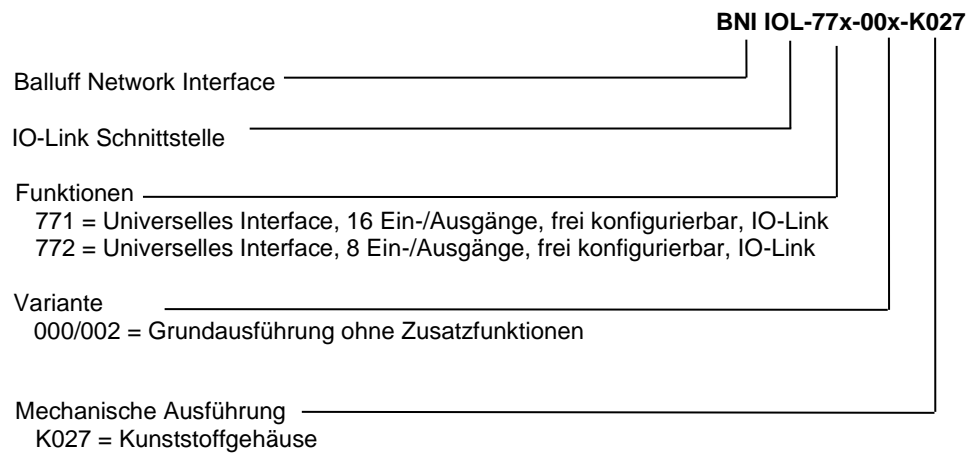 BNI IOL-77x-00x-K027
Balluff Network Interface
IO-Link Schnittstelle
Funktionen
771 = Universelles Interface, 16 Ein-/Ausgänge, frei konfigurierbar, IO-Link
772 = Universelles Interface, 8 Ein-/Ausgänge, frei konfigurierbar, IO-Link
Variante
000/002 = Grundausführung ohne Zusatzfunktionen
Mechanische Ausführung
K027 = Kunststoffgehäuse